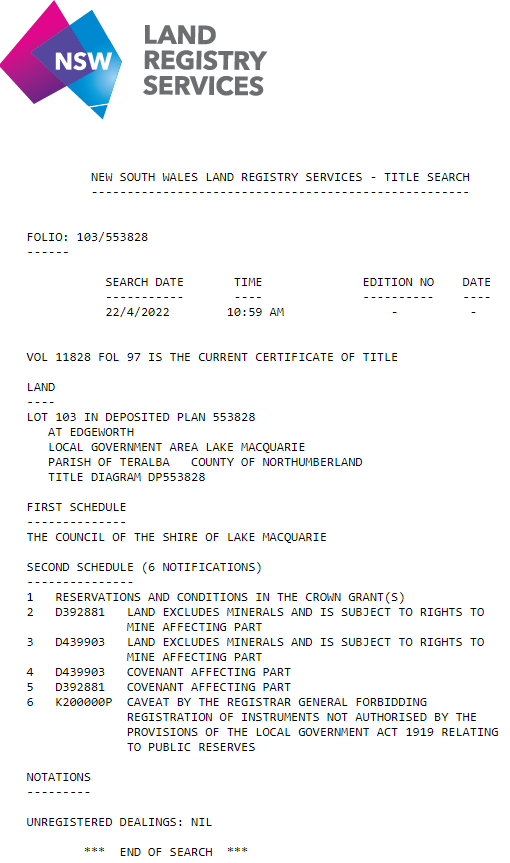 NSW
LAND
REGISTRY
SERVICES
NEW SOUTH WALES LAND REGISTRY SERVICES - TITLE SEARCH
-----------------------------------------------------
FOLIO: 103/553828
------
SEARCH DATE TIME EDITION NO DATE
----------- ---- ---------- ----
22/4/2022 10:59 AM - -
VOL 11828 FOL 97 IS THE CURRENT CERTIFICATE OF TITLE
LAND
----
LOT 103 IN DEPOSITED PLAN 553828
AT EDGEWORTH
LOCAL GOVERNMENT AREA LAKE MACQUARIE
PARISH OF TERALBA COUNTY OF NORTHUMBERLAND
TITLE DIAGRAM DP553828
FIRST SCHEDULE
--------------
THE COUNCIL OF THE SHIRE OF LAKE MACQUARIE
SECOND SCHEDULE (6 NOTIFICATIONS)
---------------
1 RESERVATIONS AND CONDITIONS IN THE CROWN GRANT(S)
2 D392881 LAND EXCLUDES MINERALS AND IS SUBJECT TO RIGHTS TO
MINE AFFECTING PART
3 D439903 LAND EXCLUDES MINERALS AND IS SUBJECT TO RIGHTS TO
MINE AFFECTING PART
4 D439903 COVENANT AFFECTING PART
5 D392881 COVENANT AFFECTING PART
6 K200000P CAVEAT BY THE REGISTRAR GENERAL FORBIDDING
REGISTRATION OF INSTRUMENTS NOT AUTHORISED BY THE
PROVISIONS OF THE LOCAL GOVERNMENT ACT 1919 RELATING
TO PUBLIC RESERVES
NOTATIONS
---------
UNREGISTERED DEALINGS: NIL
*** END OF SEARCH ***